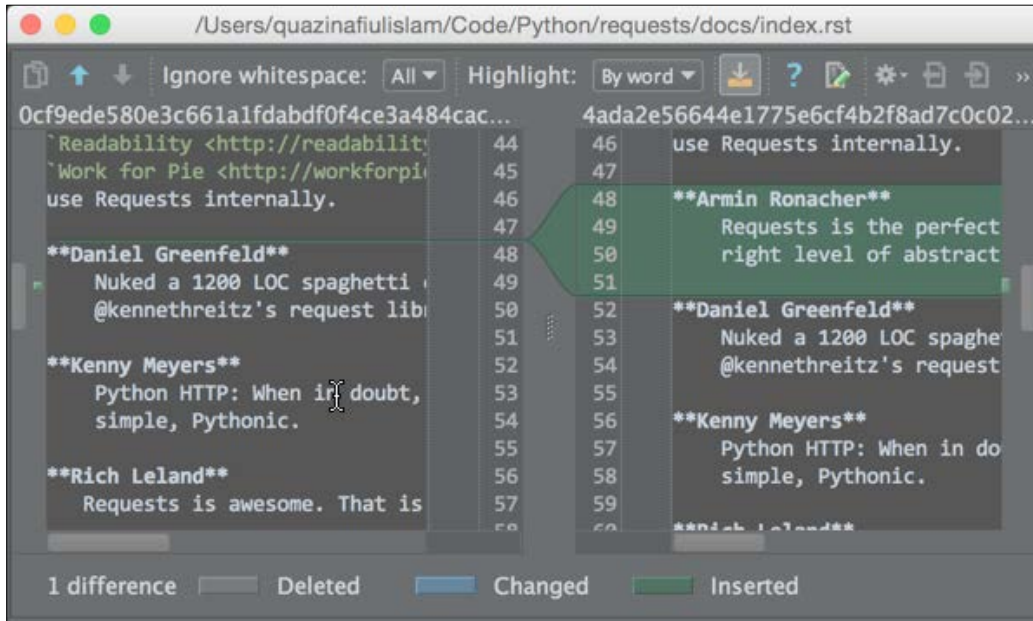 /Users/quazinafiulislam/Code/Python/requests/docs/index.rst
Ignore whitespace: All Highlight: By word ? »
0cf9ede580e3c661a1fdabdf0f4ce3a484cac...
`Readability <http://readability 44
`Work for Pie <http://workforpi 45
use Requests internally. 46
47
**Daniel Greenfeld** 48
Nuked a 1200 LOC spaghetti 49
@kennethreitz's request lib 50
51
**Kenny Meyers** 52
Python HTTP: When in doubt, 53
simple, Pythonic. 54
55
**Rich Leland** 56
Requests is awesome. That is 57
58
4ada2e56644e1775e6cf4b2f8ad7c0c02...
46 use Requests internally.
47
48 **Armin Ronacher**
49 Requests is the perfect
50 right level of abstract
51
52 **Daniel Greenfeld**
53 Nuked a 1200 LOC spaghe
54 @kennethreitz's request
55
56 **Kenny Meyers**
57 Python HTTP: When in do
58 simple, Pythonic.
59
60 **Rich Leland**
1 difference Deleted Changed Inserted